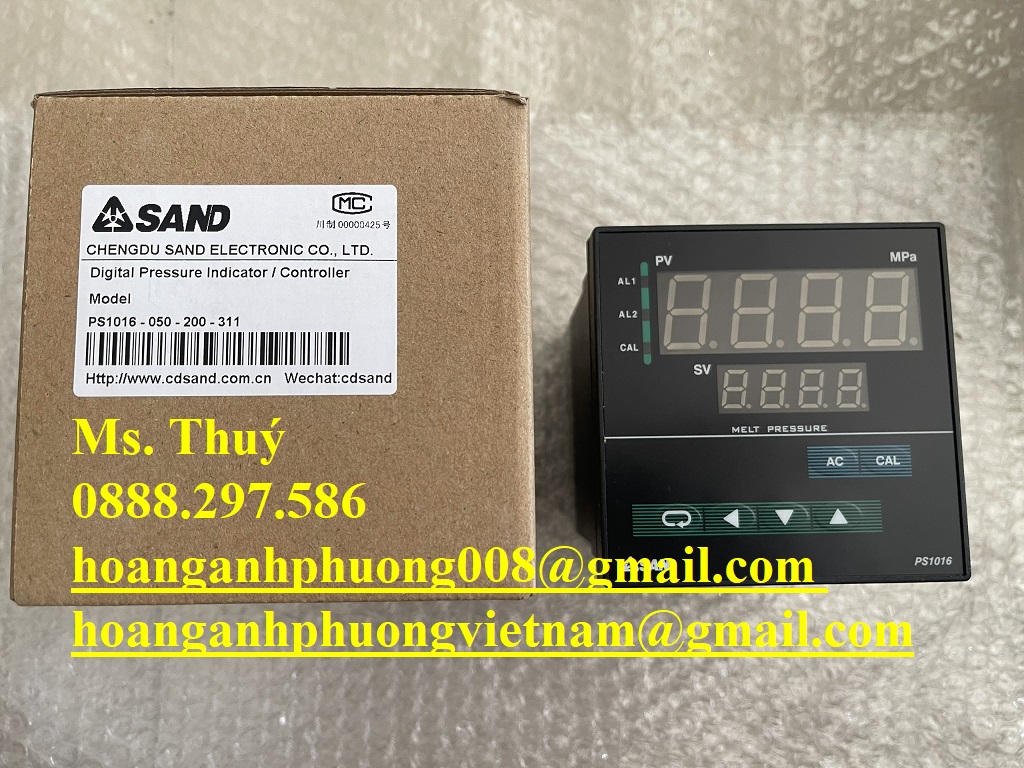 SAND
MC
川制 00000425号
CHENGDU SAND ELECTRONIC CO., LTD.
Digital Pressure Indicator / Controller
Model
PS1016 - 050 - 200 - 311
Http://www.cdsand.com.cn Wechat:cdsand
PV MPa
AL1
AL2
CAL
SV
MELT PRESSURE
AC CAL
SAND
PS1016
Ms. Thuý
0888.297.586
hoanganhphuong008@gmail.com
hoanganhphuongvietnam@gmail.com